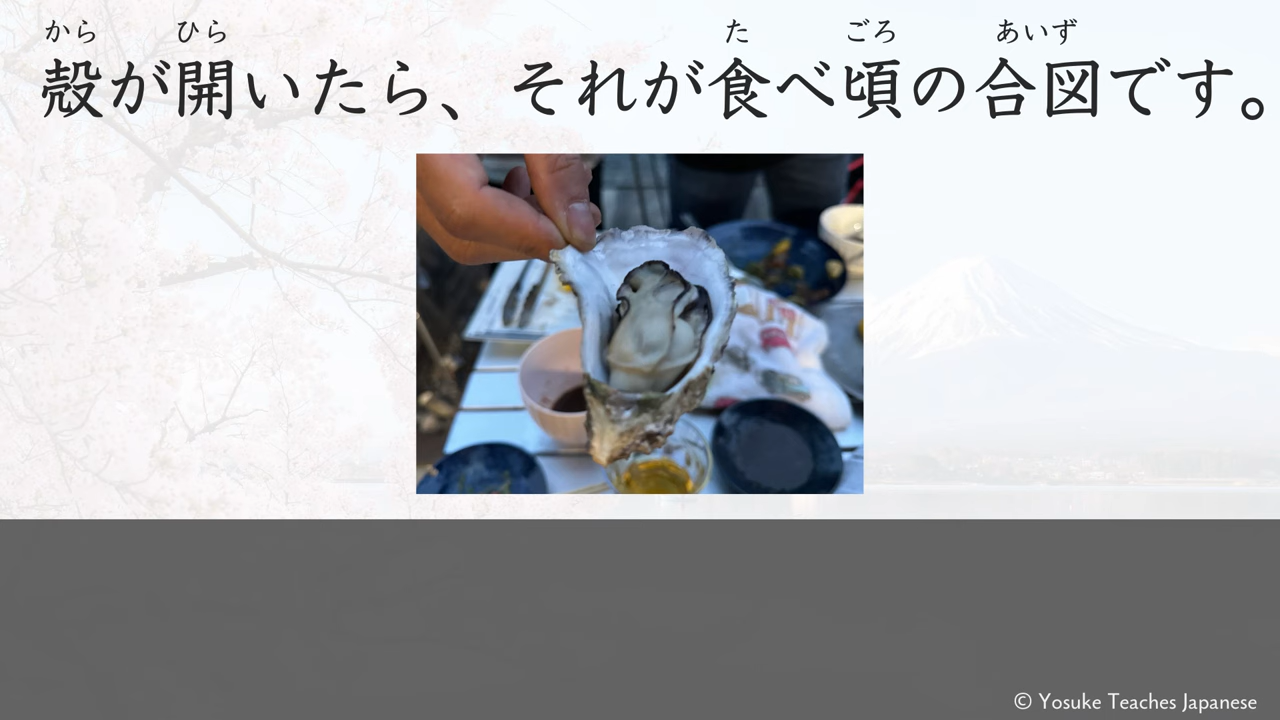 から ひら た ごろ あいず
殻が開いたら、それが食べ頃の合図です。
© Yosuke Teaches Japanese